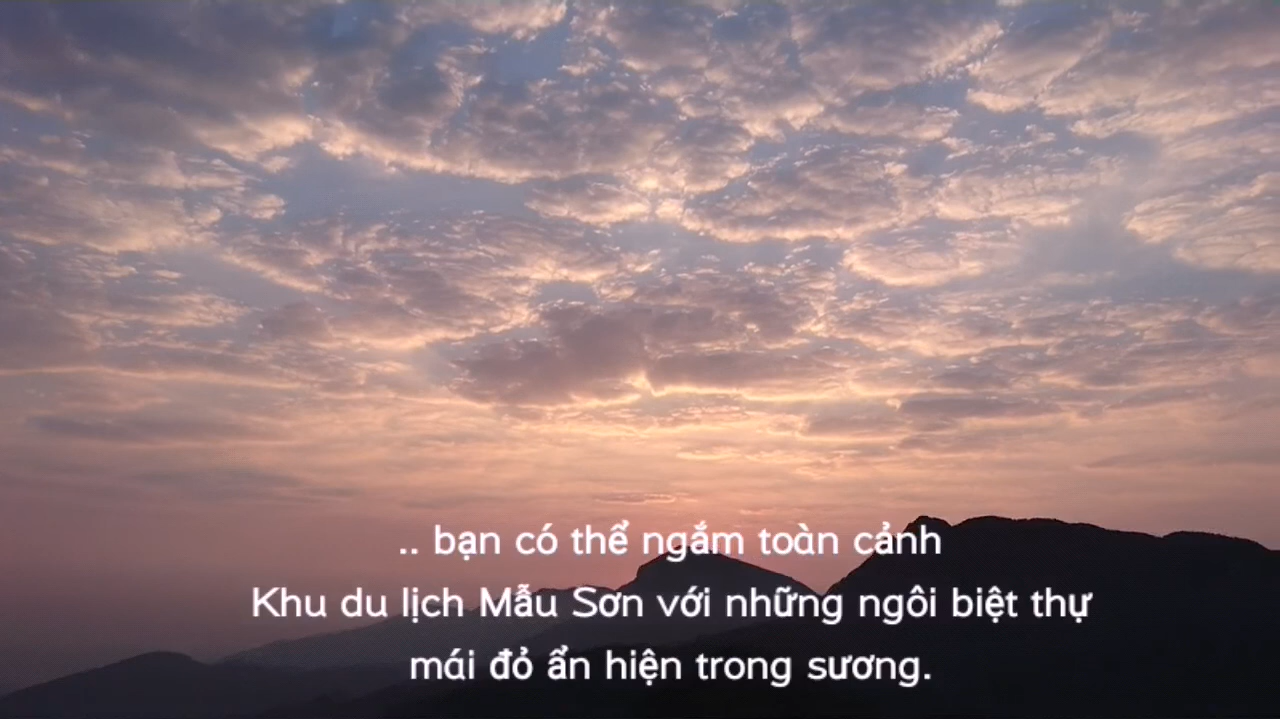 .. bạn có thể ngắm toàn cảnh
Khu du lịch Mẫu Sơn với những ngôi biệt thự
mái đỏ ẩn hiện trong sương.